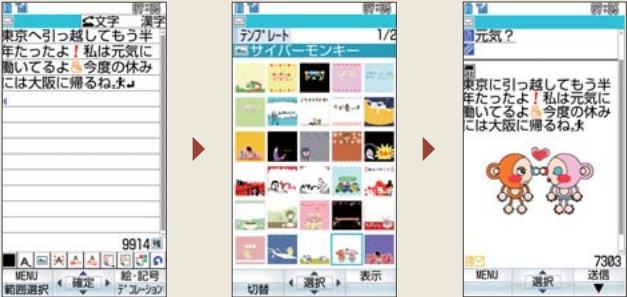 文字 漢字
東京へ引っ越してもう半
年たったよ！私は元気に
働いてるよ 今度の休み
には大阪に帰るね。
9914残
MENU 確定 絵・記号
範囲選択 デコレーション
テンプレート 1/2
サイバーモンキー
選択 表示
切替
元気？
東京に引っ越してもう半
年たったよ！私は元気に
働いてるよ 今度の休み
には大阪に帰るね。
7303
MENU 選択 送信